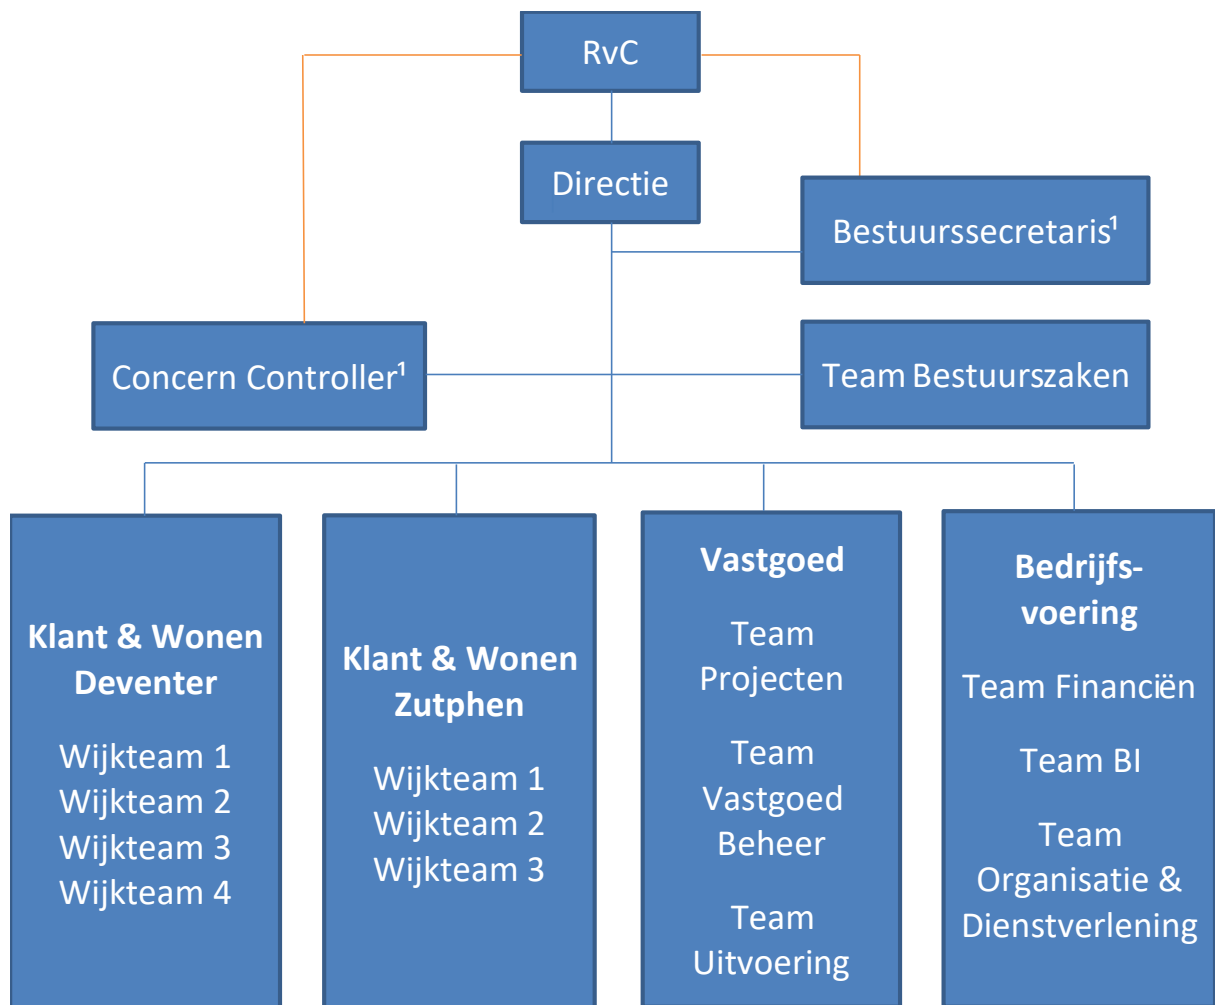 RvC
Directie
Bestuurssecretaris¹
Concern Controller¹
Team Bestuurszaken
Klant & Wonen
Deventer
Wijkteam 1
Wijkteam 2
Wijkteam 3
Wijkteam 4
Klant & Wonen
Zutphen
Wijkteam 1
Wijkteam 2
Wijkteam 3
Vastgoed
Team
Projecten
Team
Vastgoed
Beheer
Team
Uitvoering
Bedrijfs-
voering
Team Financiën
Team BI
Team
Organisatie &
Dienstverlening